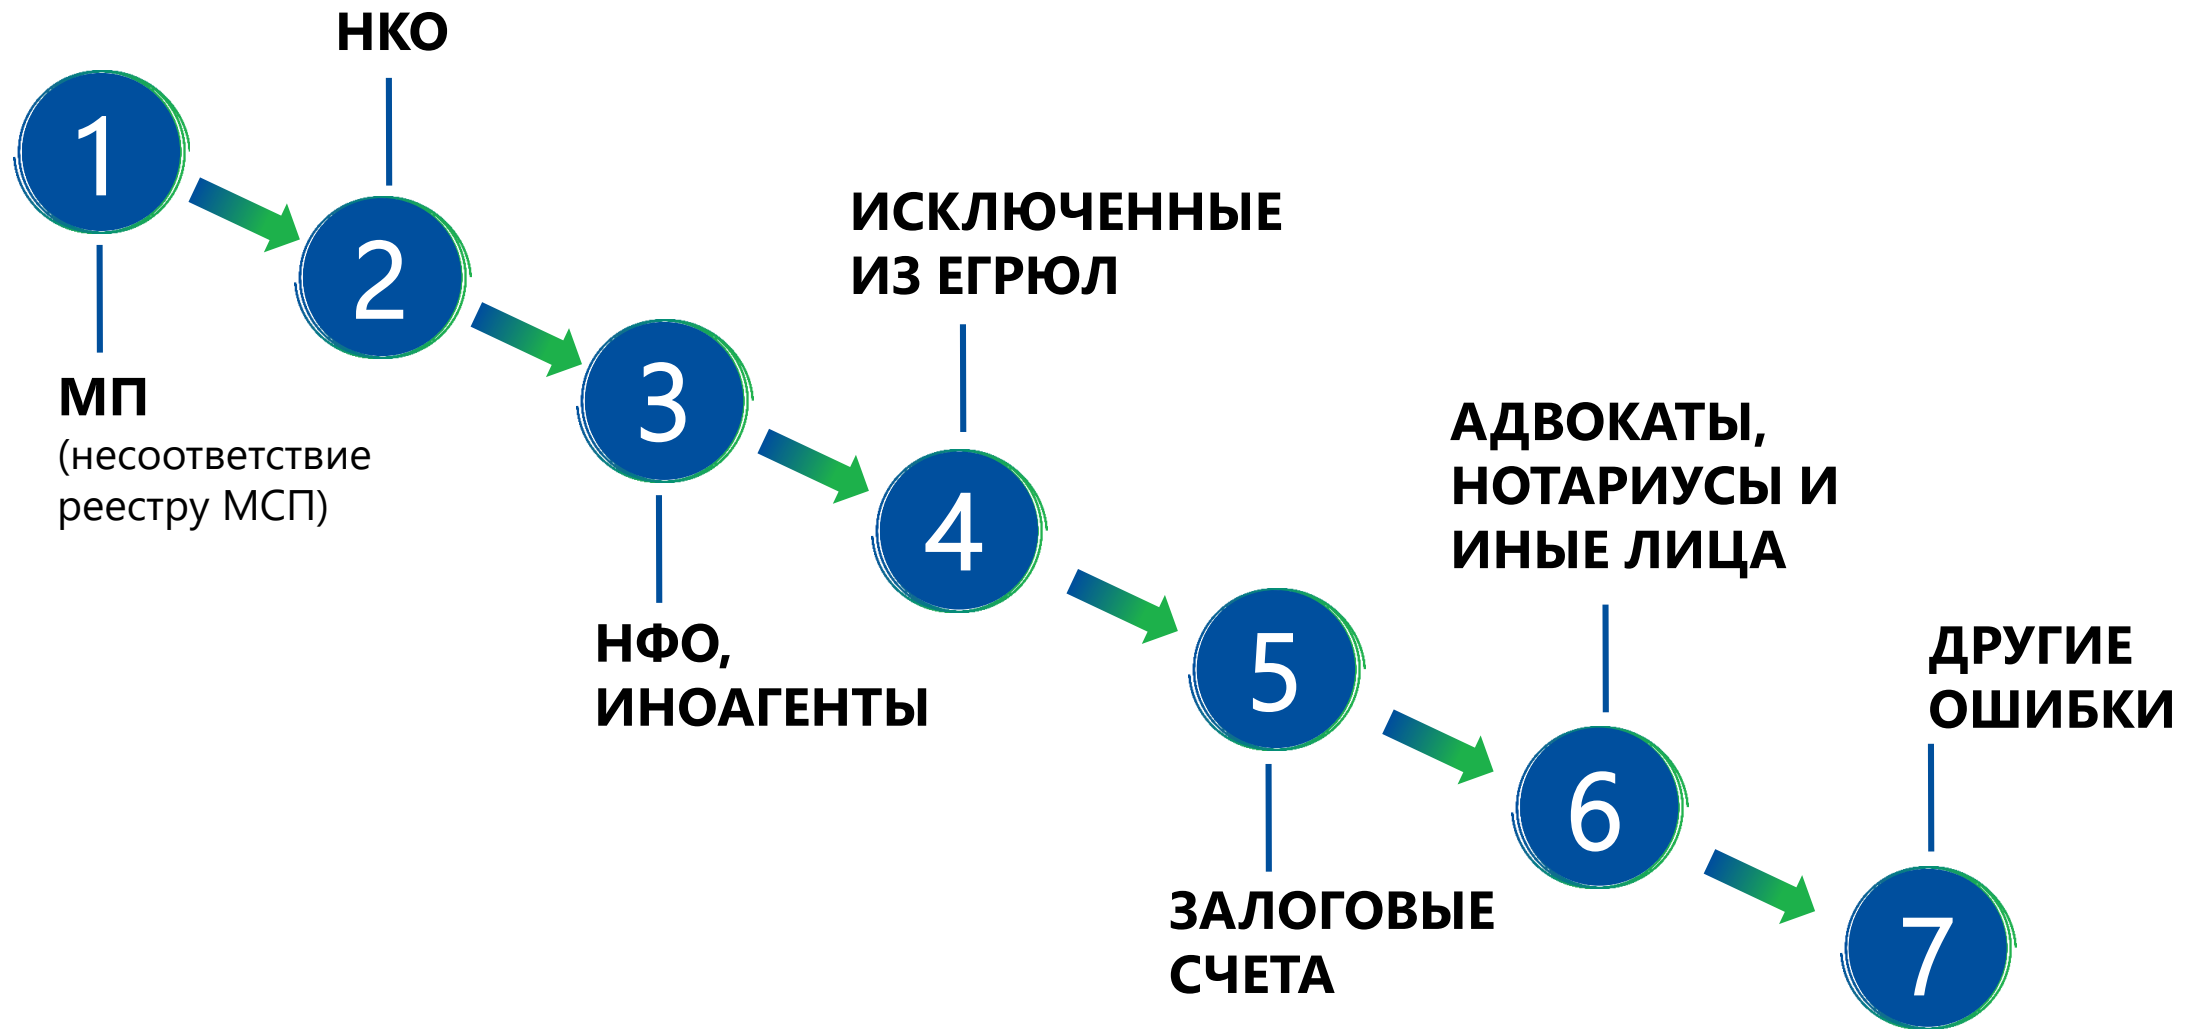 1
МП
(несоответствие
реестру МСП)
НКО
2
3
НФО,
ИНОАГЕНТЫ
ИСКЛЮЧЕННЫЕ
ИЗ ЕГРЮЛ
4
5
ЗАЛОГОВЫЕ
СЧЕТА
АДВОКАТЫ,
НОТАРИУСЫ И
ИНЫЕ ЛИЦА
6
ДРУГИЕ
ОШИБКИ
7